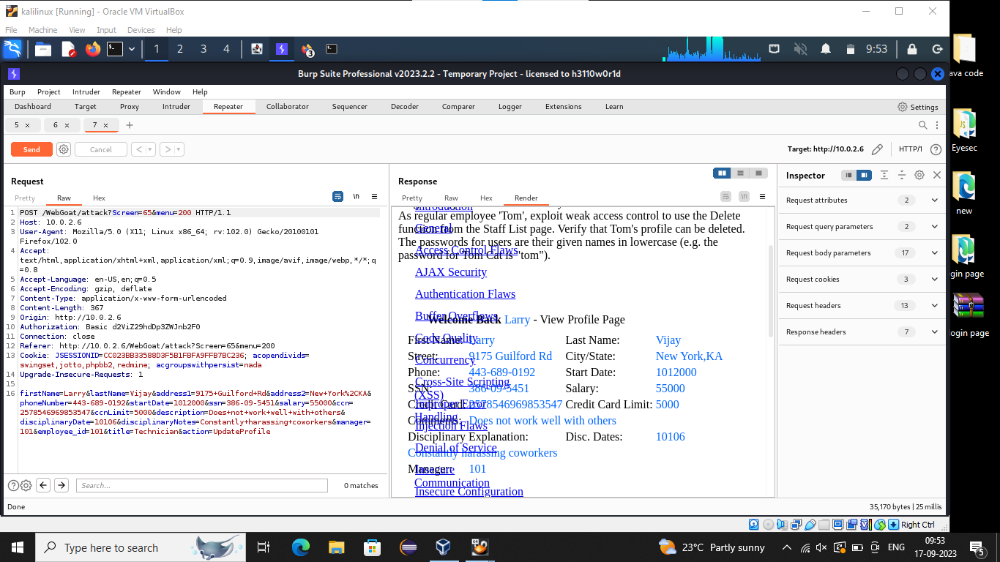 kalilinux [Running] - Oracle VM VirtualBox
File Machine View Input Devices Help
1 2 3 4
3
9:53
Burp Suite Professional v2023.2.2 - Temporary Project - licensed to h3110w0r1d
Burp Project Intruder Repeater Window Help
Dashboard Target Proxy Intruder Repeater Collaborator Sequencer Decoder Comparer Logger Extensions Learn
Settings
5 × 6 × 7 × +
Send Cancel < >
Target: http://10.0.2.6
HTTP/1
Request
Pretty Raw Hex
\n
1 POST /WebGoat/attack?Screen=65&menu=200 HTTP/1.1
2 Host: 10.0.2.6
3 User-Agent: Mozilla/5.0 (X11; Linux x86_64; rv:102.0) Gecko/20100101
Firefox/102.0
4 Accept:
text/html,application/xhtml+xml,application/xml;q=0.9,image/avif,image/webp,*/*;q
=0.8
5 Accept-Language: en-US,en;q=0.5
6 Accept-Encoding: gzip, deflate
7 Content-Type: application/x-www-form-urlencoded
8 Content-Length: 367
9 Origin: http://10.0.2.6
10 Authorization: Basic d2ViZ29hdDp3ZWJnb2F0
11 Connection: close
12 Referer: http://10.0.2.6/WebGoat/attack?Screen=65&menu=200
13 Cookie: JSESSIONID=CC023BB33588D3F5B1FBFA9FFB7BC236; acopendivids=
swingset,jotto,phpbb2,redmine; acgroupswithpersist=nada
14 Upgrade-Insecure-Requests: 1
15
16 firstName=Larry&lastName=Vijay&address1=9175+Guilford+Rd&address2=New+York%2CKA&
phoneNumber=443-689-0192&startDate=1012000&ssn=386-09-5451&salary=55000&ccn=
2578546969853547&ccnLimit=5000&description=Does+not+work+well+with+others&
disciplinaryDate=10106&disciplinaryNotes=Constantly+harassing+coworkers&manager=
101&employee_id=101&title=Technician&action=UpdateProfile
Search...
0 matches
Response
Pretty Raw Hex Render
\n
Introduction
As regular employee 'Tom', exploit weak access control to use the Delete
function from the Staff List page. Verify that Tom's profile can be deleted.
General
The passwords for users are their given names in lowercase (e.g. the
Access Control Flaws
password for Tom Cat is "tom").
AJAX Security
Authentication Flaws
Buffer Overflows
Welcome Back Larry - View Profile Page
Code Quality
First Name: Larry Last Name: Vijay
Street: 9175 Guilford Rd City/State: New York,KA
Concurrency
Phone: 443-689-0192 Start Date: 1012000
Cross-Site Scripting
(XSS)
SSN: 386-09-5451 Salary: 55000
Improper Error
Handling
Credit Card: 2578546969853547 Credit Card Limit: 5000
Comments: Does not work well with others
Injection Flaws
Disciplinary Explanation: Disc. Dates: 10106
Denial of Service
Constantly harassing coworkers
Manager: 101
Insecure
Communication
Insecure Configuration
Inspector
Request attributes 2
Request query parameters 2
Request body parameters 17
Request cookies 3
Request headers 13
Response headers 7
Done
35,170 bytes | 25 millis
Right Ctrl
ava code
Eyesec
new
gin page
ogin page
Type here to search
23°C Partly sunny
ENG
09:53
17-09-2023
5